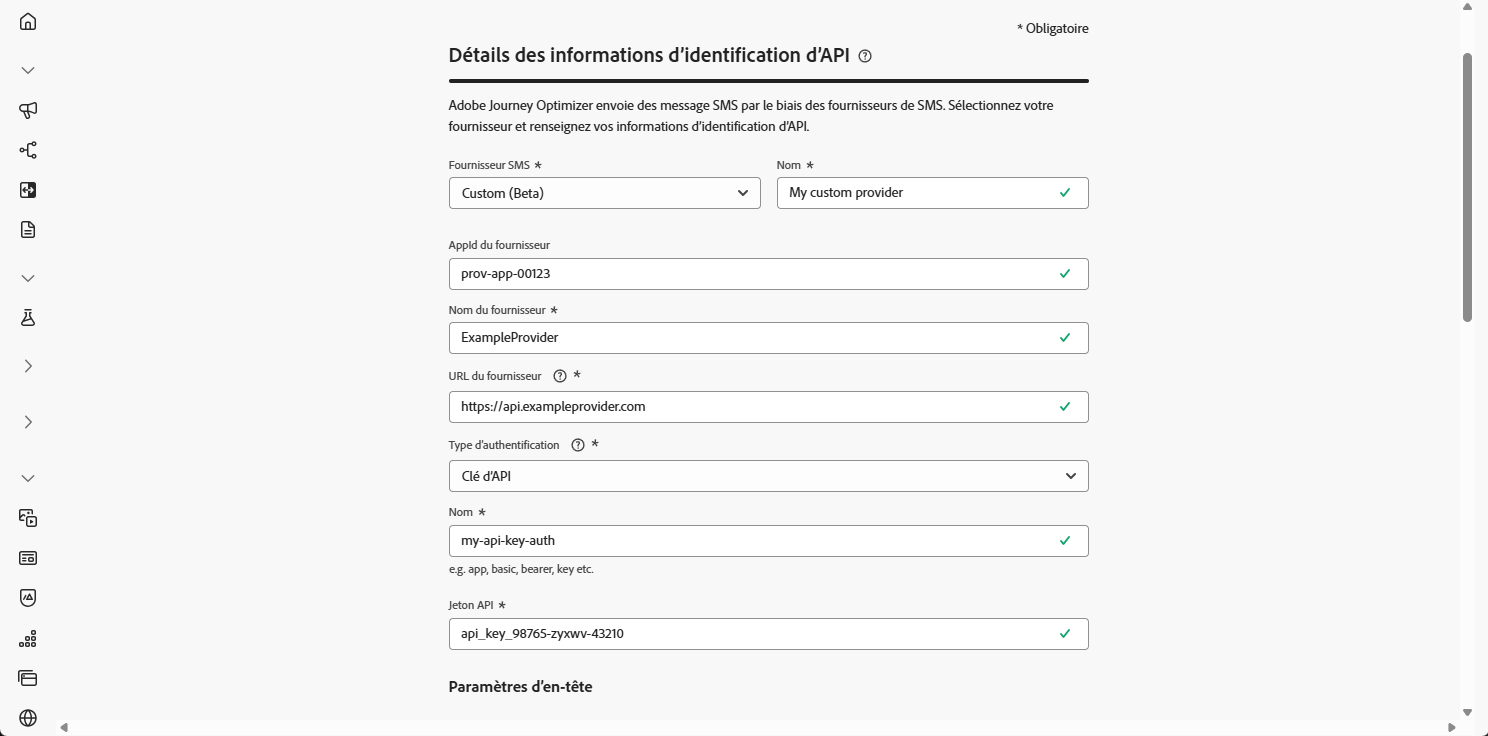 * Obligatoire
Détails des informations d’identification d’API
Adobe Journey Optimizer envoie des message SMS par le biais des fournisseurs de SMS. Sélectionnez votre
fournisseur et renseignez vos informations d’identification d’API.
Fournisseur SMS * Nom *
Custom (Beta) My custom provider
AppId du fournisseur
prov-app-00123
Nom du fournisseur *
ExampleProvider
URL du fournisseur *
https://api.exampleprovider.com
Type d’authentification *
Clé d’API
Nom *
my-api-key-auth
e.g. app, basic, bearer, key etc.
Jeton API *
api_key_98765-zyxwv-43210
Paramètres d’en-tête